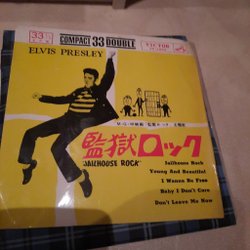 33⅓
COMPACT 33 DOUBLE
VICTOR
ELVIS PRESLEY
監獄ロック
"JAILHOUSE ROCK"
Jailhouse Rock
Young And Beautiful
I Wanna Be Free
Baby I Don't Care
Don't Leave Me Now